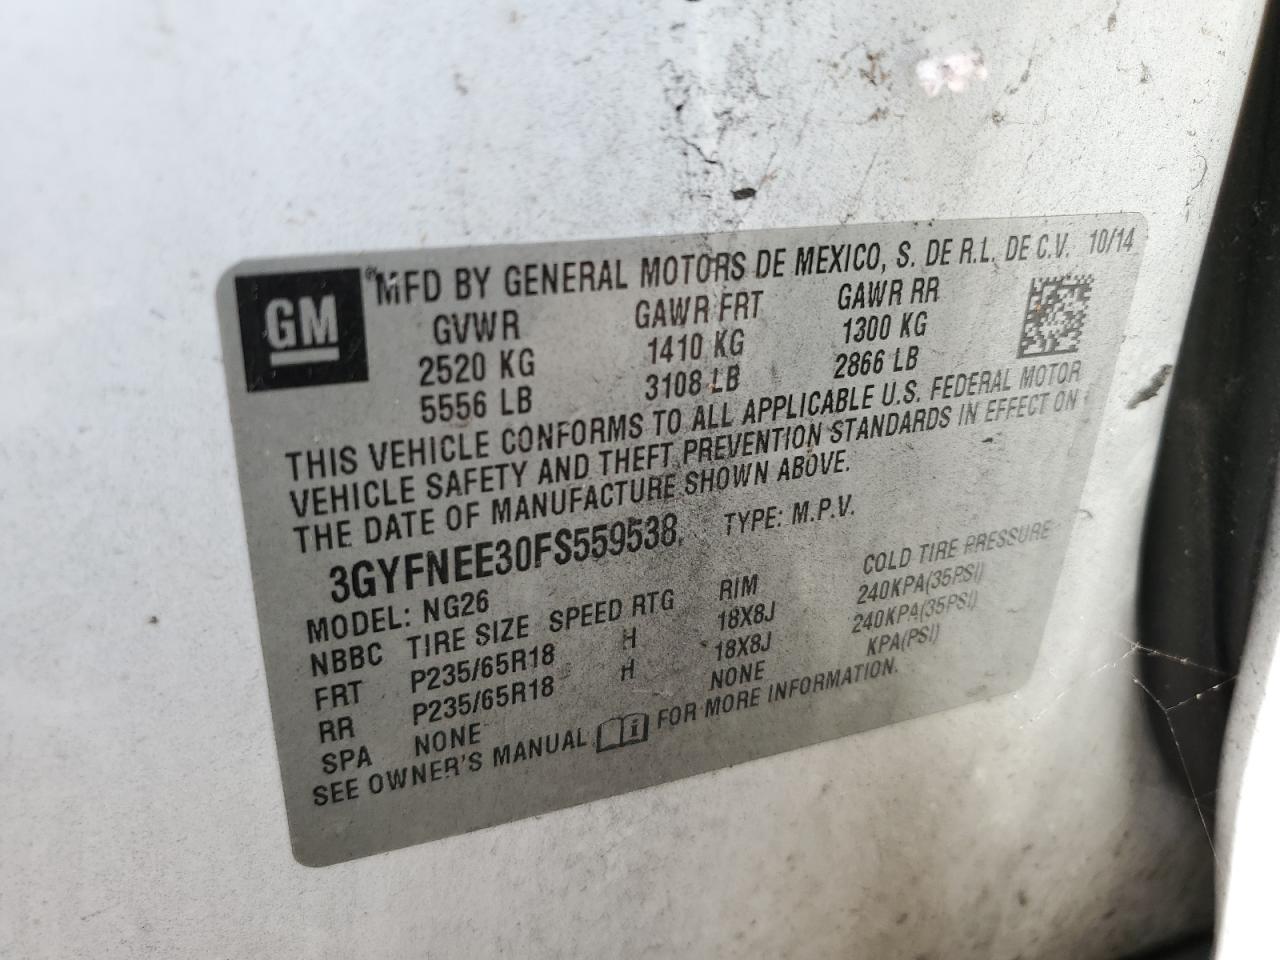 GM
® MFD BY GENERAL MOTORS DE MEXICO, S. DE R.L. DE C.V. 10/14
GVWR GAWR FRT GAWR RR
2520 KG 1410 KG 1300 KG
5556 LB 3108 LB 2866 LB
THIS VEHICLE CONFORMS TO ALL APPLICABLE U.S. FEDERAL MOTOR
VEHICLE SAFETY AND THEFT PREVENTION STANDARDS IN EFFECT ON
THE DATE OF MANUFACTURE SHOWN ABOVE.
3GYFNEE30FS559538 TYPE: M.P.V.
MODEL: NG26
NBBC TIRE SIZE SPEED RTG RIM COLD TIRE PRESSURE
FRT P235/65R18 H 18X8J 240KPA(35PSI)
RR P235/65R18 H 18X8J 240KPA(35PSI)
SPA NONE NONE KPA(PSI)
SEE OWNER'S MANUAL FOR MORE INFORMATION.